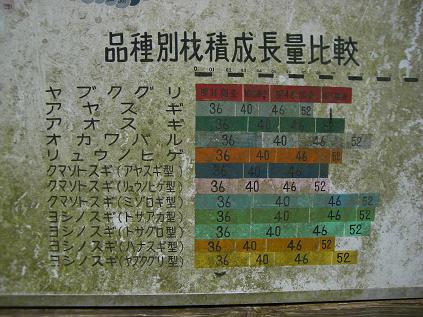 品種別材積成長量比較
ヤブクグリ
アヤスギ 36 40 46 52
アオスギ 36 40 46
オカワバル 36 40 46 52
リュウノヒゲ 36 40 46 52
クマソトスギ(アヤスギ型) 36 40 46
クマソトスギ(リュウノヒゲ型) 36 40 46 52
クマソトスギ(ミゾロギ型) 36 40 46 52
ヨシノスギ(トサアカ型) 36 40 46 52
ヨシノスギ(トサグロ型) 36 40 46 52
ヨシノスギ(ハナスギ型) 36 40 46 52
ヨシノスギ(ヤブクグリ型) 36 40 46 52